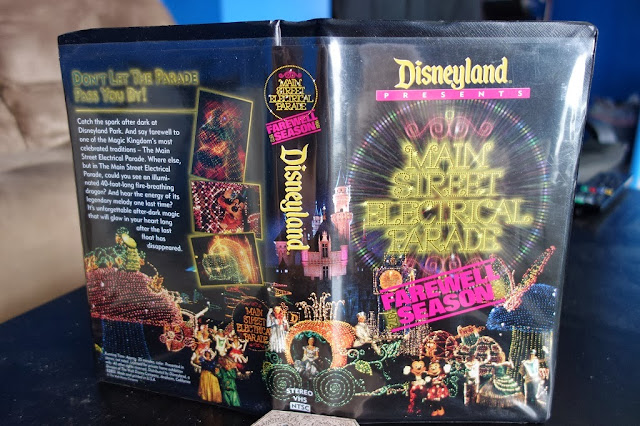 DON'T LET THE PARADE
PASS YOU BY!
Catch the spark after dark at
Disneyland Park. And say farewell to
one of the Magic Kingdom's most
celebrated traditions – The Main
Street Electrical Parade. Where else,
but in The Main Street Electrical
Parade, could you see an illumi-
nated 40-foot-long fire-breathing
dragon? And hear the energy of its
legendary melody one last time?
It's unforgettable after-dark magic
that will glow in your heart long
after the last
float has
disappeared.
MAIN
STREET
ELECTRICAL
PARADE
MAIN
STREET
ELECTRICAL
PARADE
FAREWELL
SEASON!
Disneyland
STEREO
VHS
NTSC
Disneyland
PRESENTS
MAIN
STREET
ELECTRICAL
PARADE
FAREWELL
SEASON!